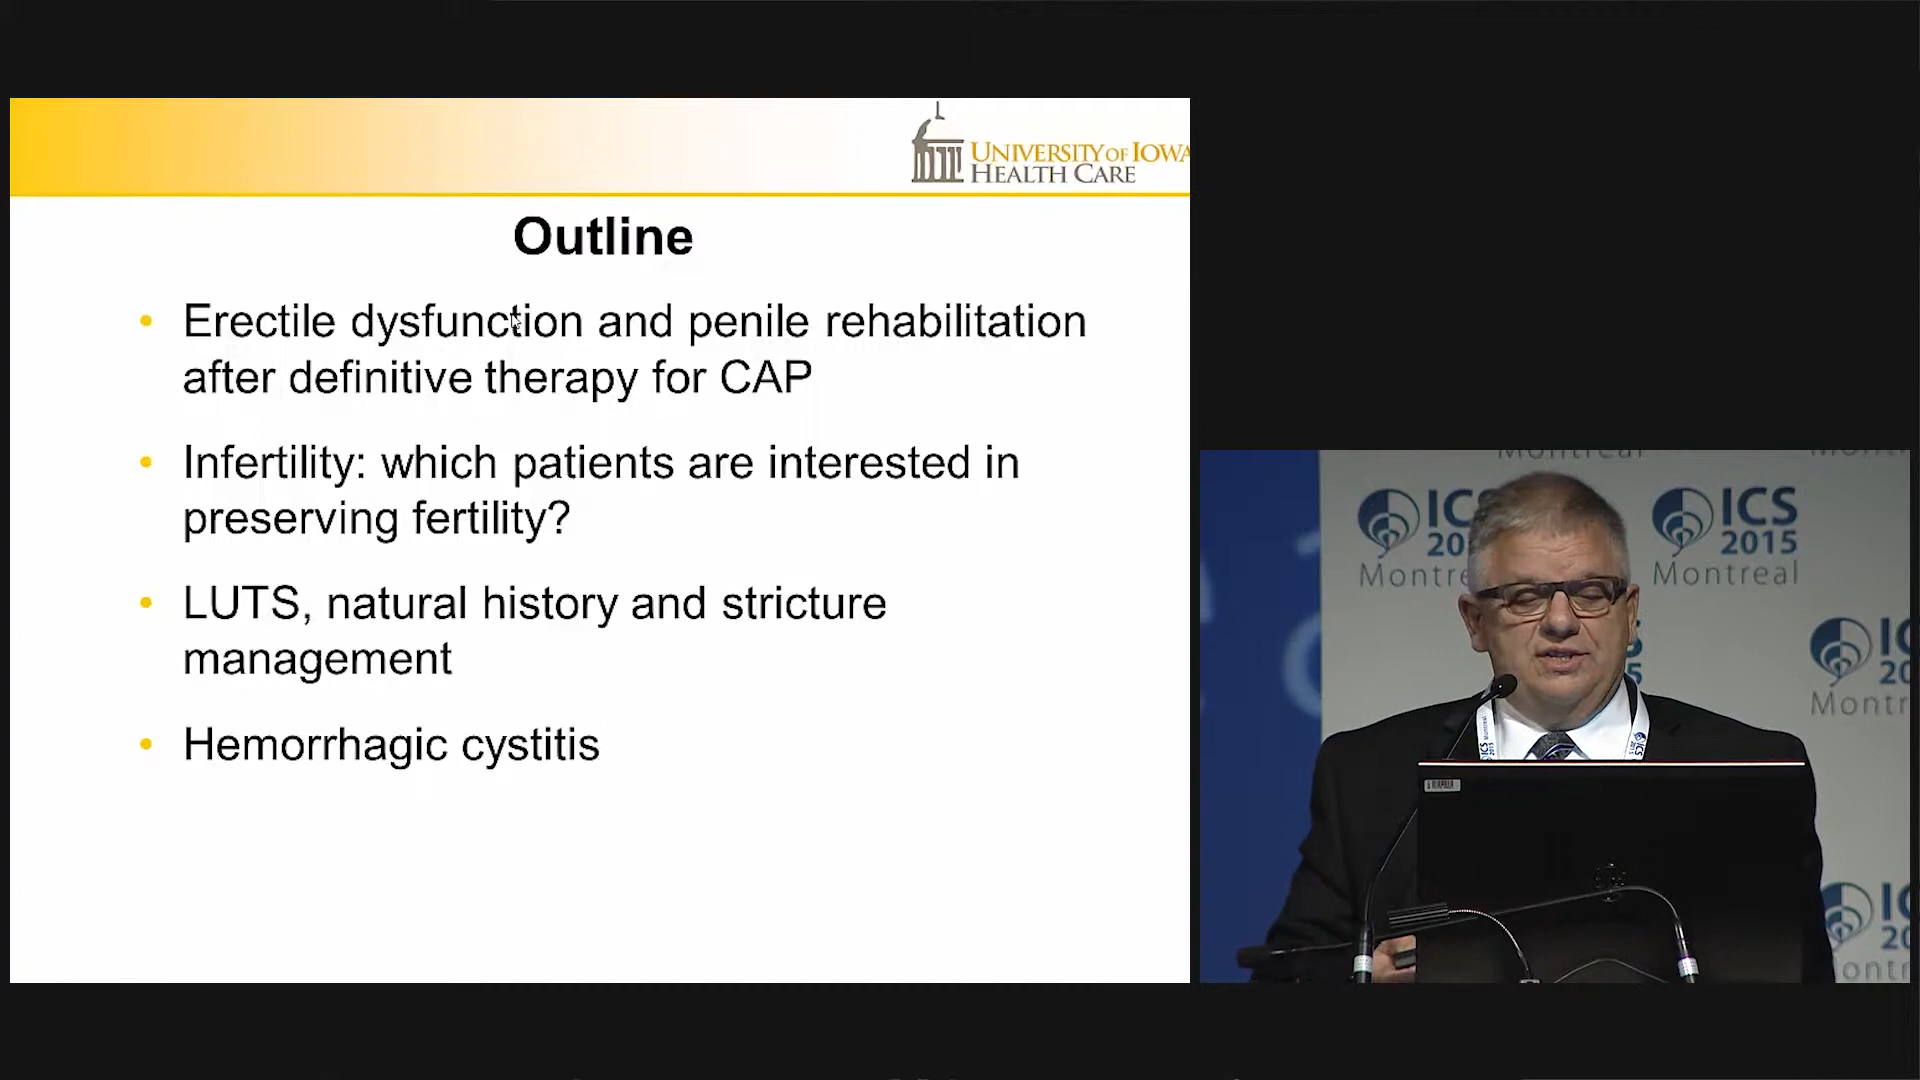 UNIVERSITY OF IOWA
HEALTH CARE
Outline
• Erectile dysfunction and penile rehabilitation
after definitive therapy for CAP
• Infertility: which patients are interested in
preserving fertility?
• LUTS, natural history and stricture
management
• Hemorrhagic cystitis
Montreal
ICS
2015
Montreal
ICS
2015
Montreal